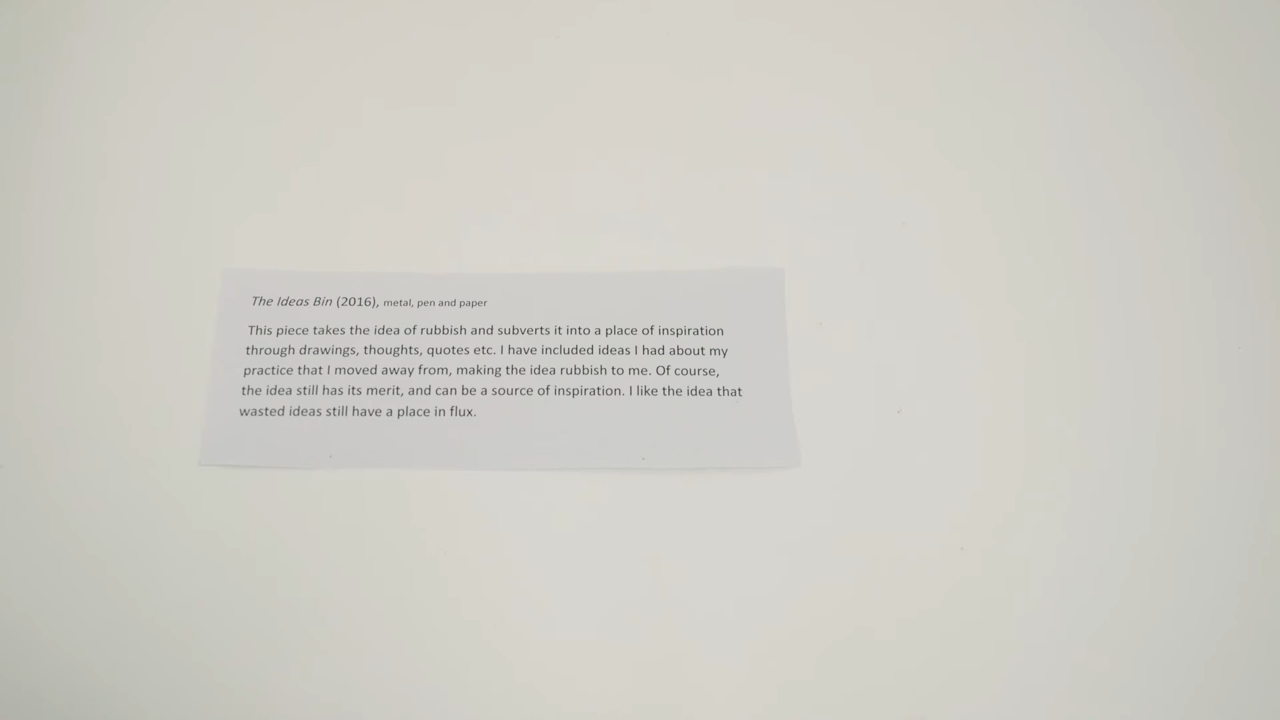 The Ideas Bin (2016), metal, pen and paper
This piece takes the idea of rubbish and subverts it into a place of inspiration
through drawings, thoughts, quotes etc. I have included ideas I had about my
practice that I moved away from, making the idea rubbish to me. Of course,
the idea still has its merit, and can be a source of inspiration. I like the idea that
wasted ideas still have a place in flux.